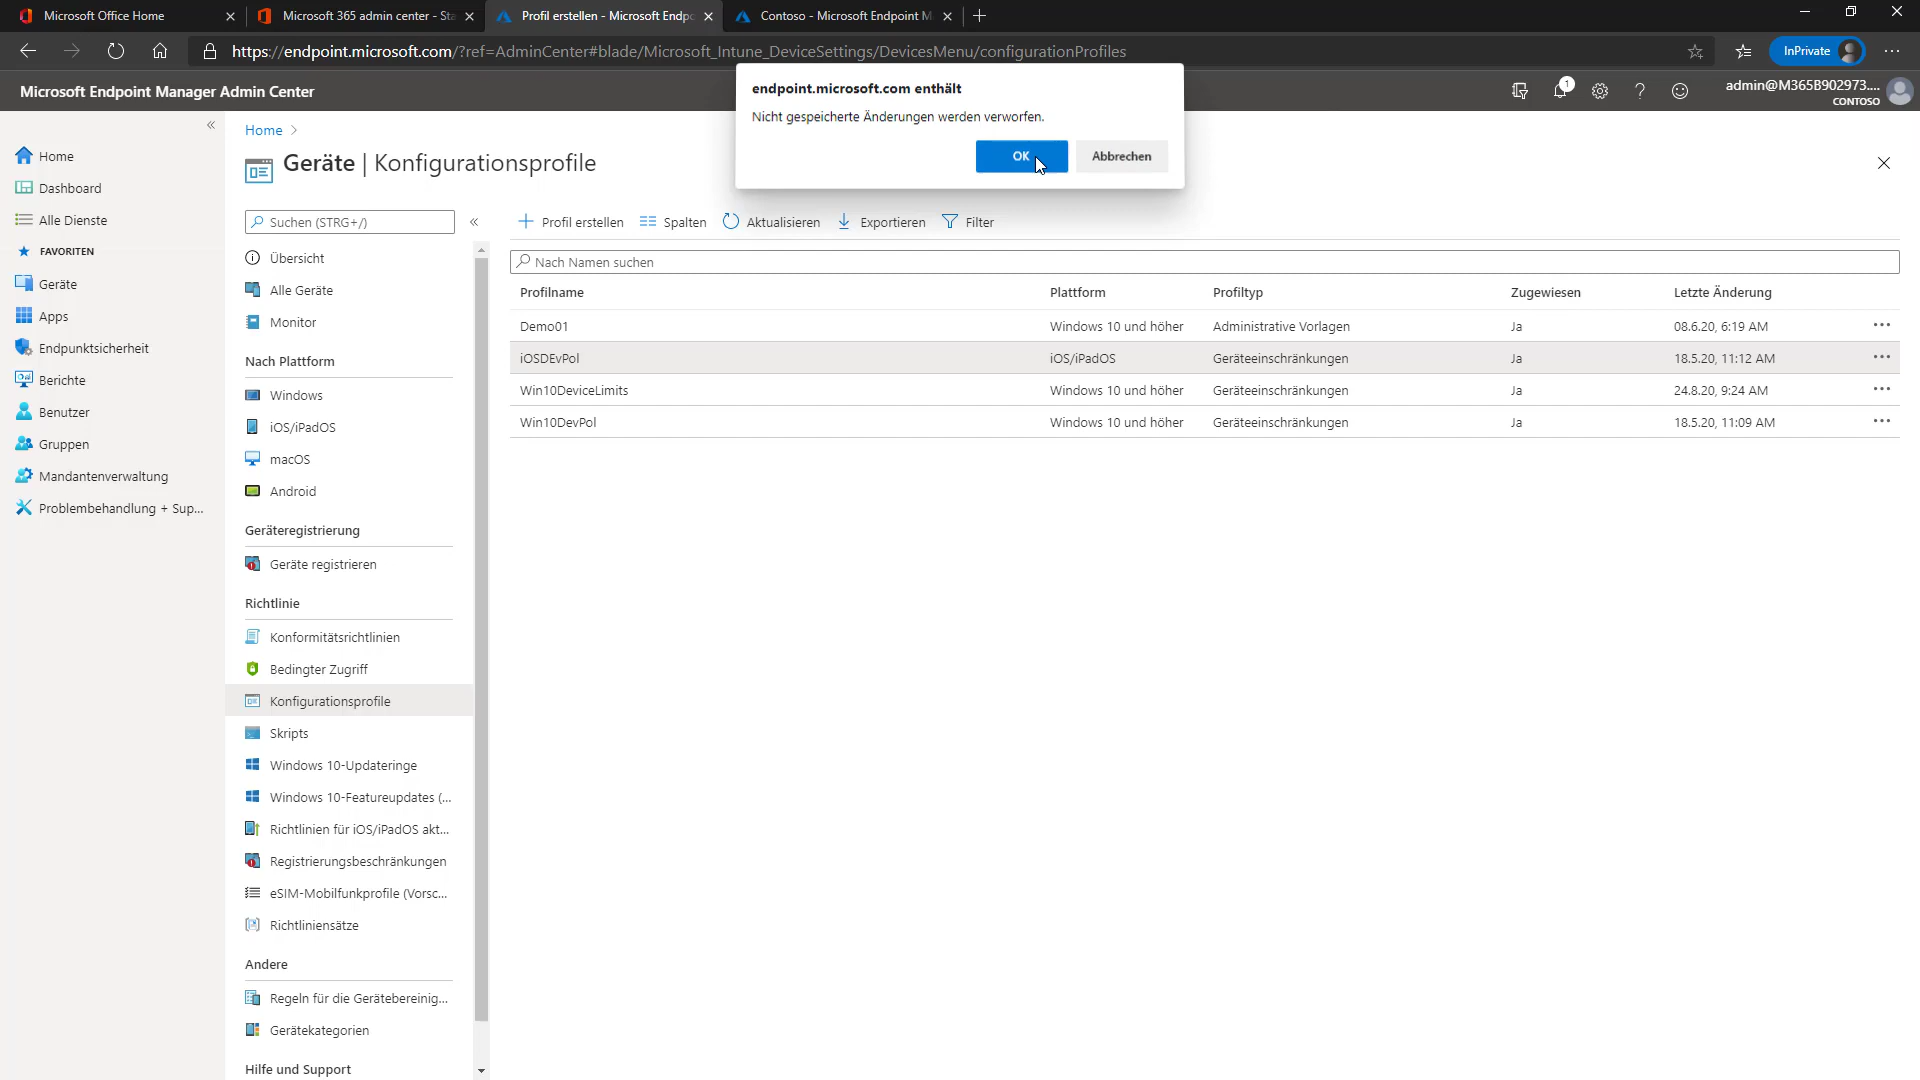 Microsoft Office Home
Microsoft 365 admin center - Sta
Profil erstellen - Microsoft Endpo
Contoso - Microsoft Endpoint M
https://endpoint.microsoft.com/?ref=AdminCenter#blade/Microsoft_Intune_DeviceSettings/DevicesMenu/configurationProfiles
InPrivate
Microsoft Endpoint Manager Admin Center
1
admin@M365B902973....
CONTOSO
endpoint.microsoft.com enthält
Nicht gespeicherte Änderungen werden verworfen.
OK
Abbrechen
Home
Dashboard
Alle Dienste
FAVORITEN
Geräte
Apps
Endpunktsicherheit
Berichte
Benutzer
Gruppen
Mandantenverwaltung
Problembehandlung + Sup...
Home
Geräte | Konfigurationsprofile
Suchen (STRG+/)
Übersicht
Alle Geräte
Monitor
Nach Plattform
Windows
iOS/iPadOS
macOS
Android
Geräteregistrierung
Geräte registrieren
Richtlinie
Konformitätsrichtlinien
Bedingter Zugriff
Konfigurationsprofile
Skripts
Windows 10-Updateringe
Windows 10-Featureupdates (...
Richtlinien für iOS/iPadOS akt...
Registrierungsbeschränkungen
eSIM-Mobilfunkprofile (Vorsc...
Richtliniensätze
Andere
Regeln für die Gerätebereinig...
Gerätekategorien
Hilfe und Support
Profil erstellen Spalten Aktualisieren Exportieren Filter
Nach Namen suchen
Profilname Plattform Profiltyp Zugewiesen Letzte Änderung
Demo01 Windows 10 und höher Administrative Vorlagen Ja 08.6.20, 6:19 AM
iOSDEvPol iOS/iPadOS Geräteeinschränkungen Ja 18.5.20, 11:12 AM
Win10DeviceLimits Windows 10 und höher Geräteeinschränkungen Ja 24.8.20, 9:24 AM
Win10DevPol Windows 10 und höher Geräteeinschränkungen Ja 18.5.20, 11:09 AM